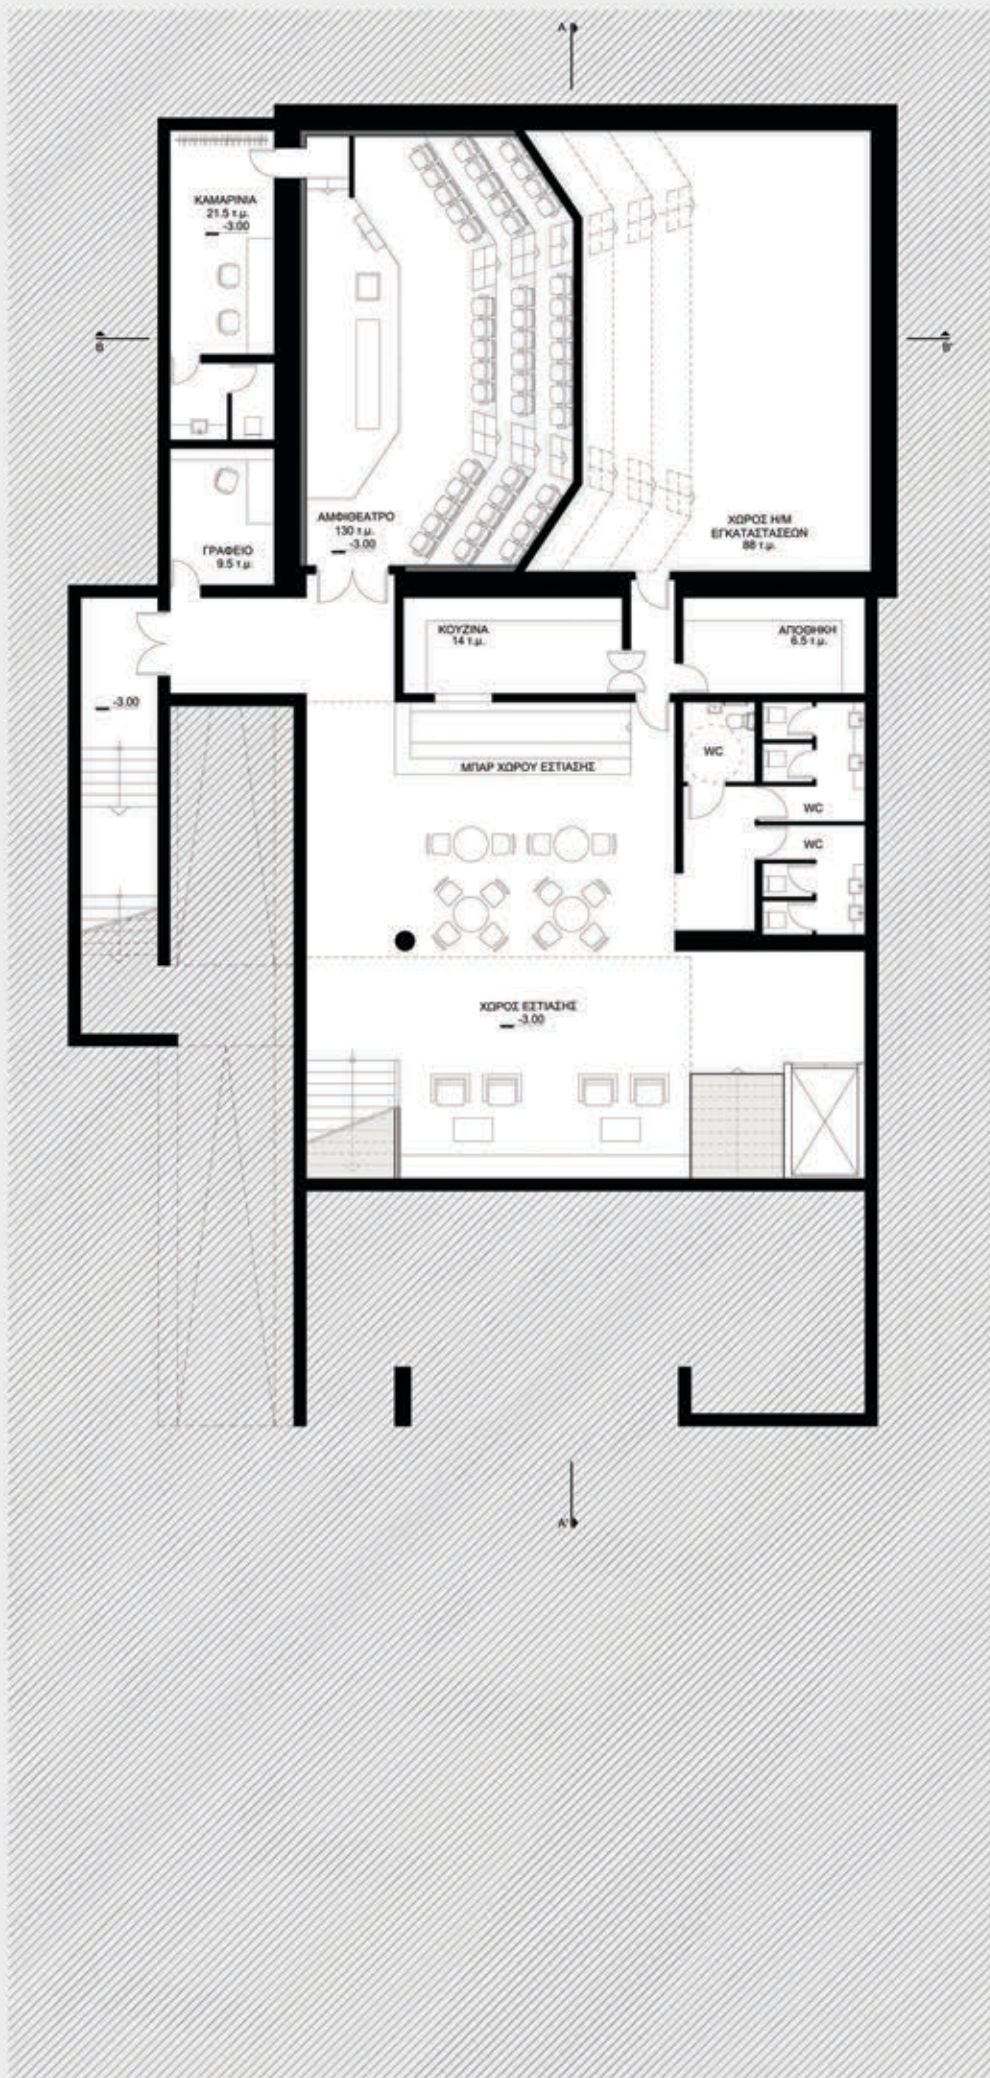 A
ΚΑΜΑΡΙΝΙΑ
21.5 τ.μ.
-3.00
B
B'
ΑΜΦΙΘΕΑΤΡΟ
130 τ.μ.
-3.00
ΧΩΡΟΣ Η/Μ
ΕΓΚΑΤΑΣΤΑΣΕΩΝ
88 τ.μ.
ΓΡΑΦΕΙΟ
9.5 τ.μ.
ΚΟΥΖΙΝΑ
14 τ.μ.
ΑΠΟΘΗΚΗ
6.5 τ.μ.
-3.00
WC
ΜΠΑΡ ΧΩΡΟΥ ΕΣΤΙΑΣΗΣ
WC
WC
ΧΩΡΟΣ ΕΣΤΙΑΣΗΣ
-3.00
A'